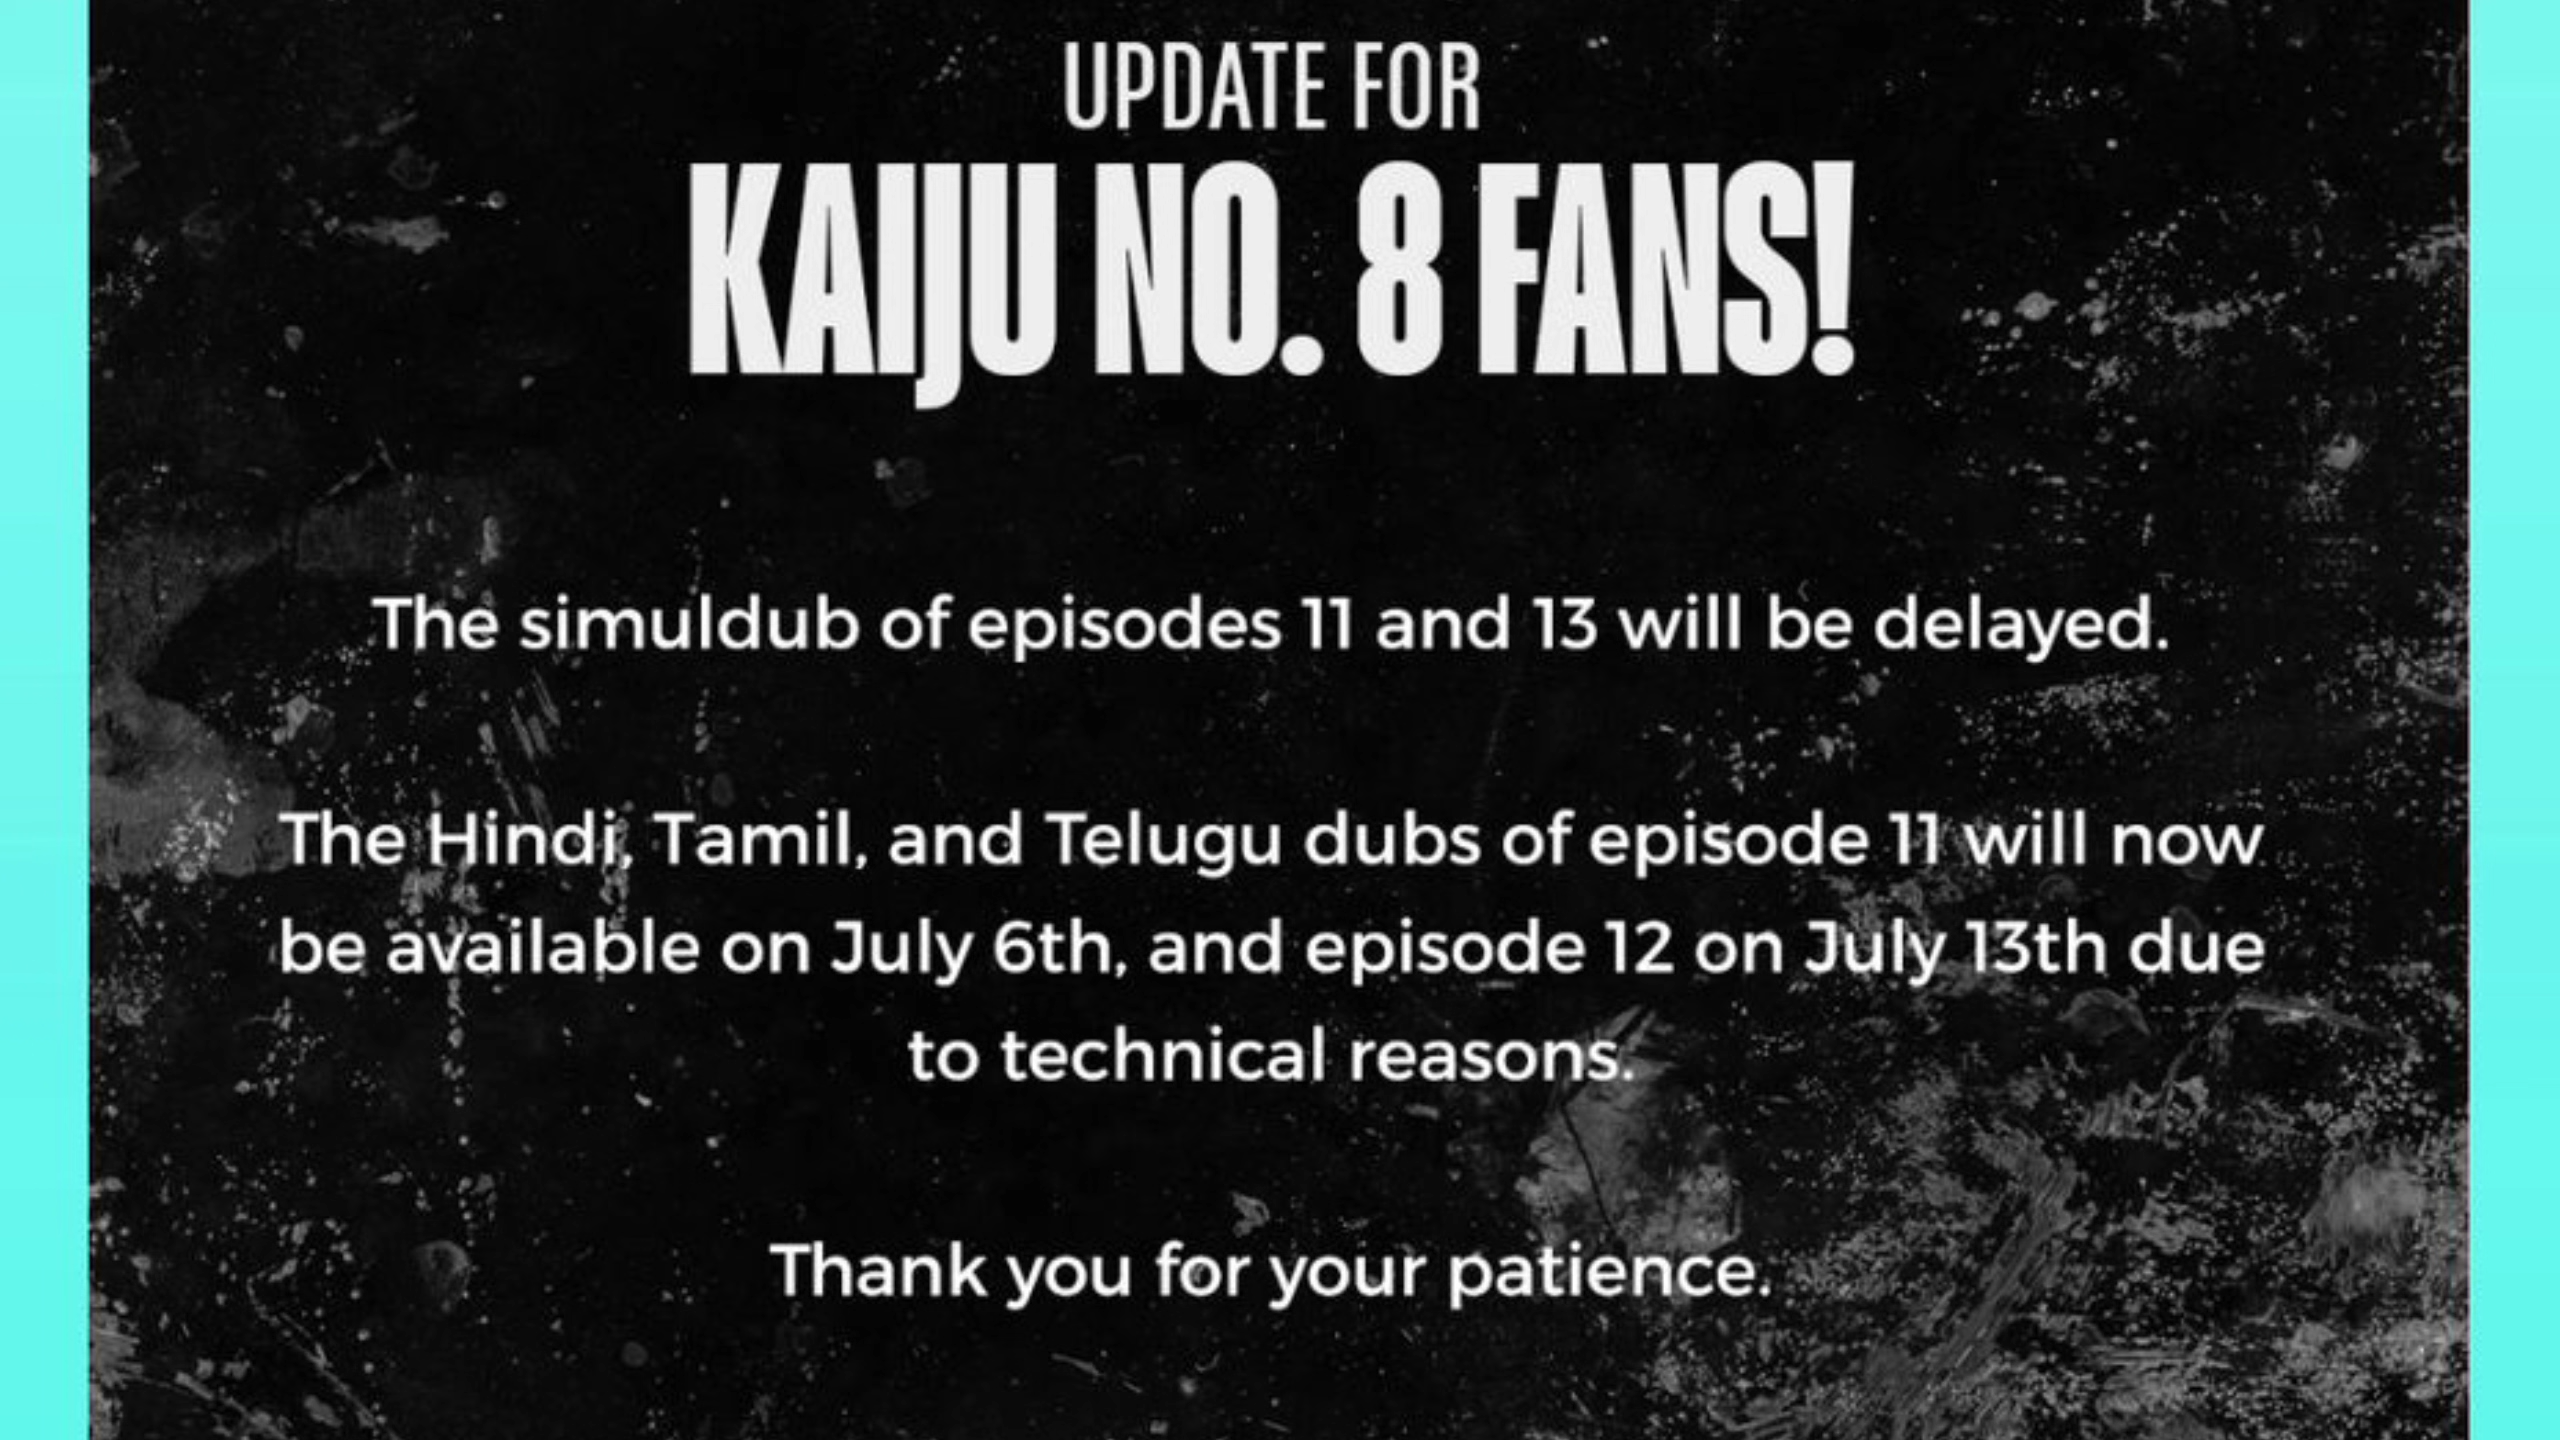 UPDATE FOR
KAIJU NO. 8 FANS!
The simuldub of episodes 11 and 13 will be delayed.
The Hindi, Tamil, and Telugu dubs of episode 11 will now
be available on July 6th, and episode 12 on July 13th due
to technical reasons.
Thank you for your patience.